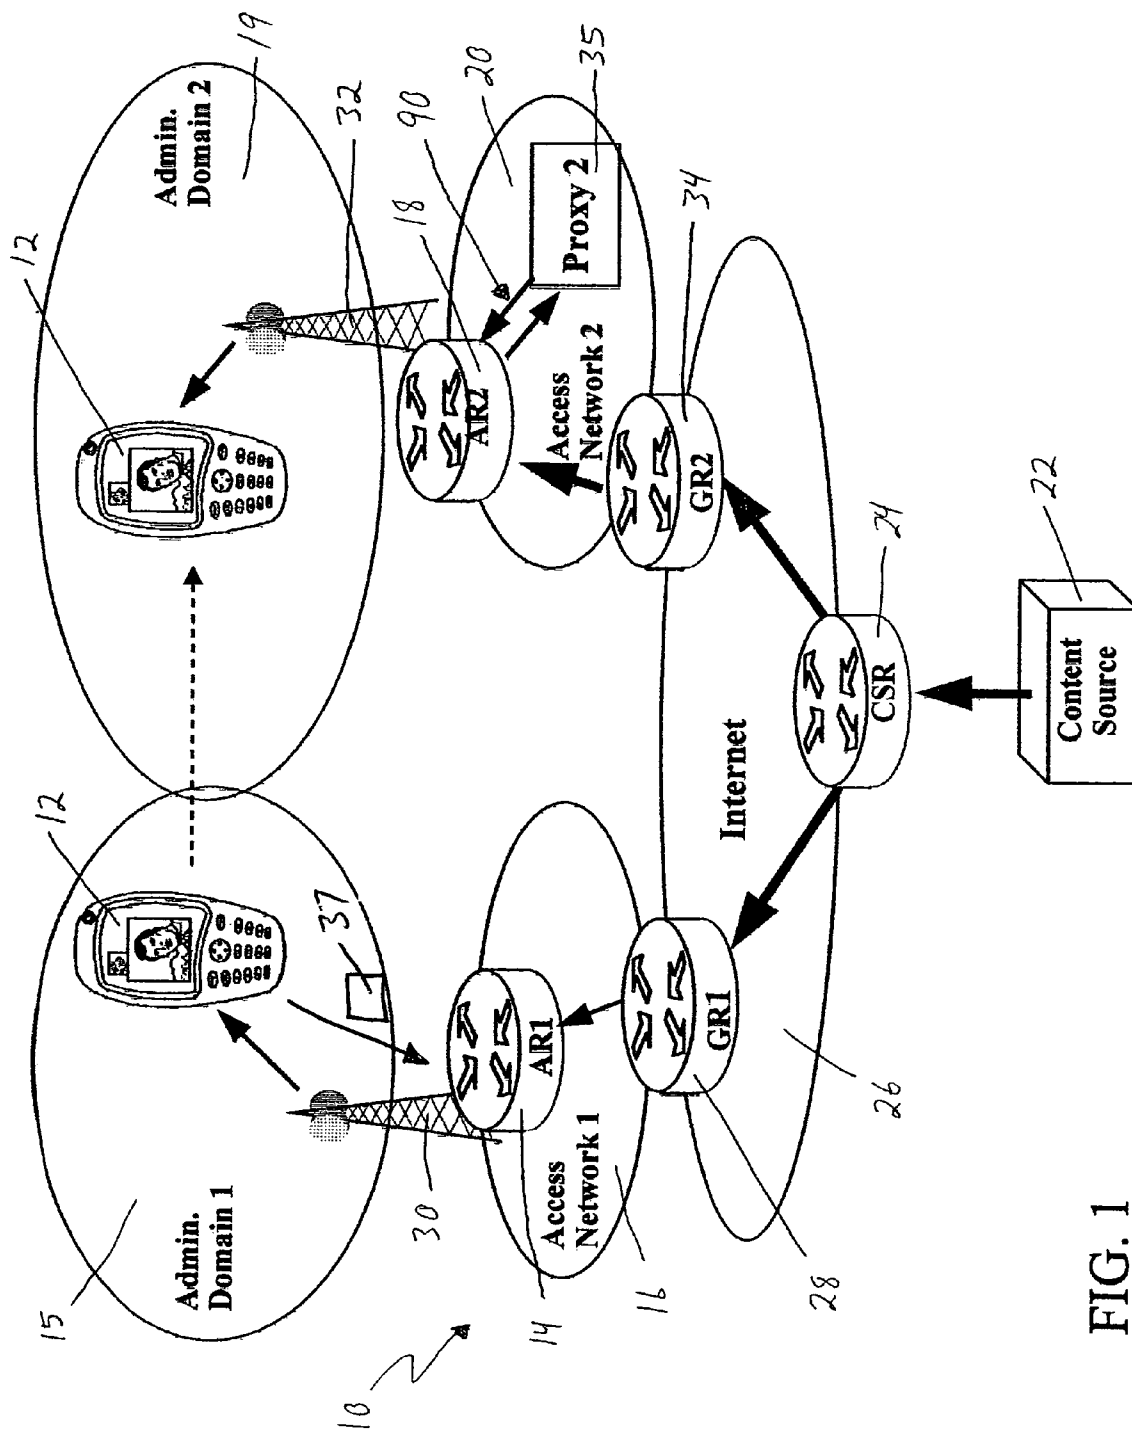 12
12
19
Admin.
Domain 2
32
90
20
35
18
Proxy 2
AR2
Access
Network 2
34
GR2
15
Admin.
Domain 1
37
30
AR1
14
Access
Network 1
16
GR1
28
26
Internet
CSR
24
Content
Source
22
10
FIG. 1